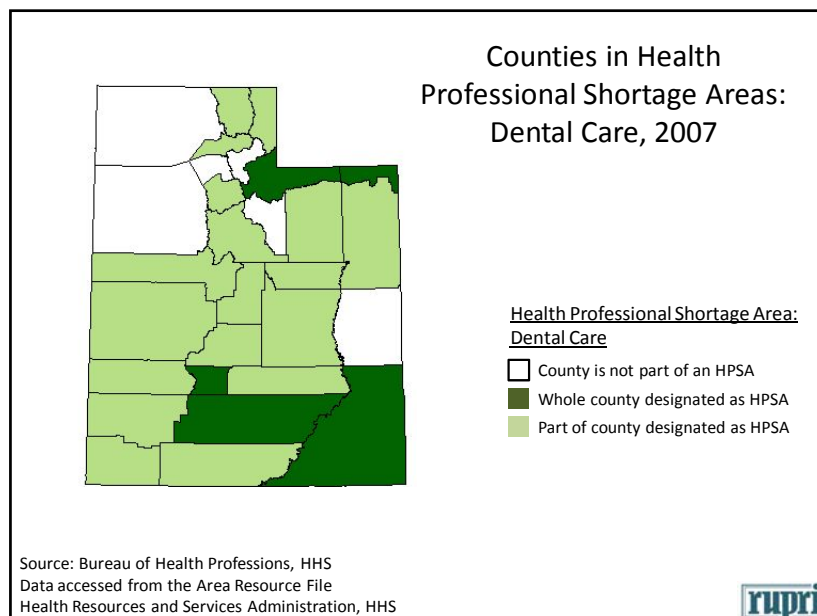 Counties in Health
Professional Shortage Areas:
Dental Care, 2007
Health Professional Shortage Area:
Dental Care
County is not part of an HPSA
Whole county designated as HPSA
Part of county designated as HPSA
Source: Bureau of Health Professions, HHS
Data accessed from the Area Resource File
Health Resources and Services Administration, HHS
rupri